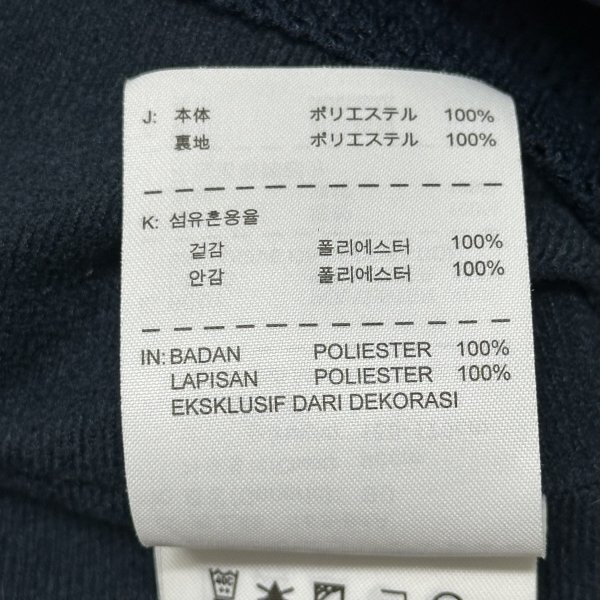 J: 本体 ポリエステル 100%
裏地 ポリエステル 100%
K: 섬유혼용율
겉감 폴리에스터 100%
안감 폴리에스터 100%
IN: BADAN POLIESTER 100%
LAPISAN POLIESTER 100%
EKSKLUSIF DARI DEKORASI